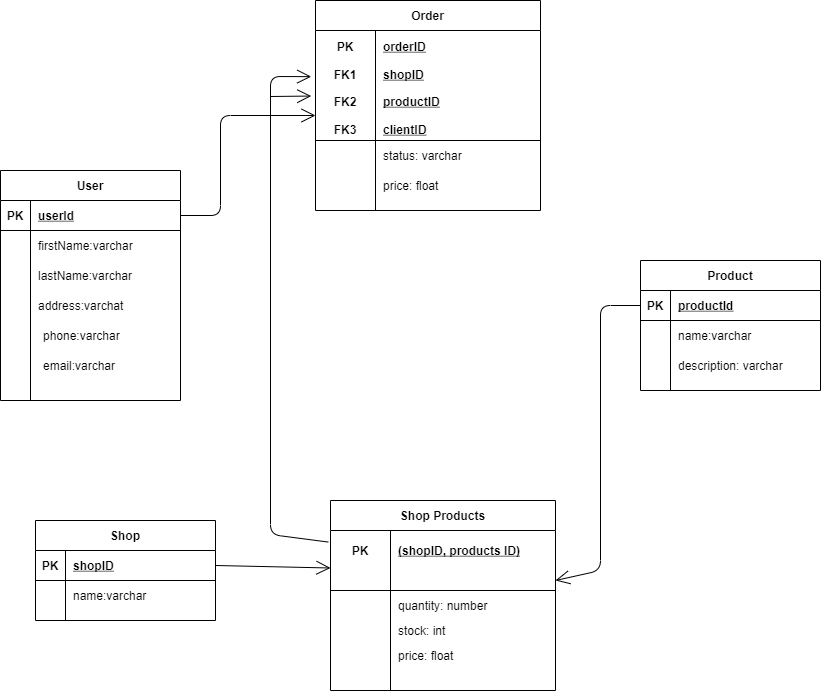 Order
PK orderID
FK1 shopID
FK2 productID
FK3 clientID
status: varchar
price: float
User
PK userId
firstName:varchar
lastName:varchar
address:varchat
phone:varchar
email:varchar
Product
PK productId
name:varchar
description: varchar
Shop
PK shopID
name:varchar
Shop Products
PK (shopID, products ID)
quantity: number
stock: int
price: float